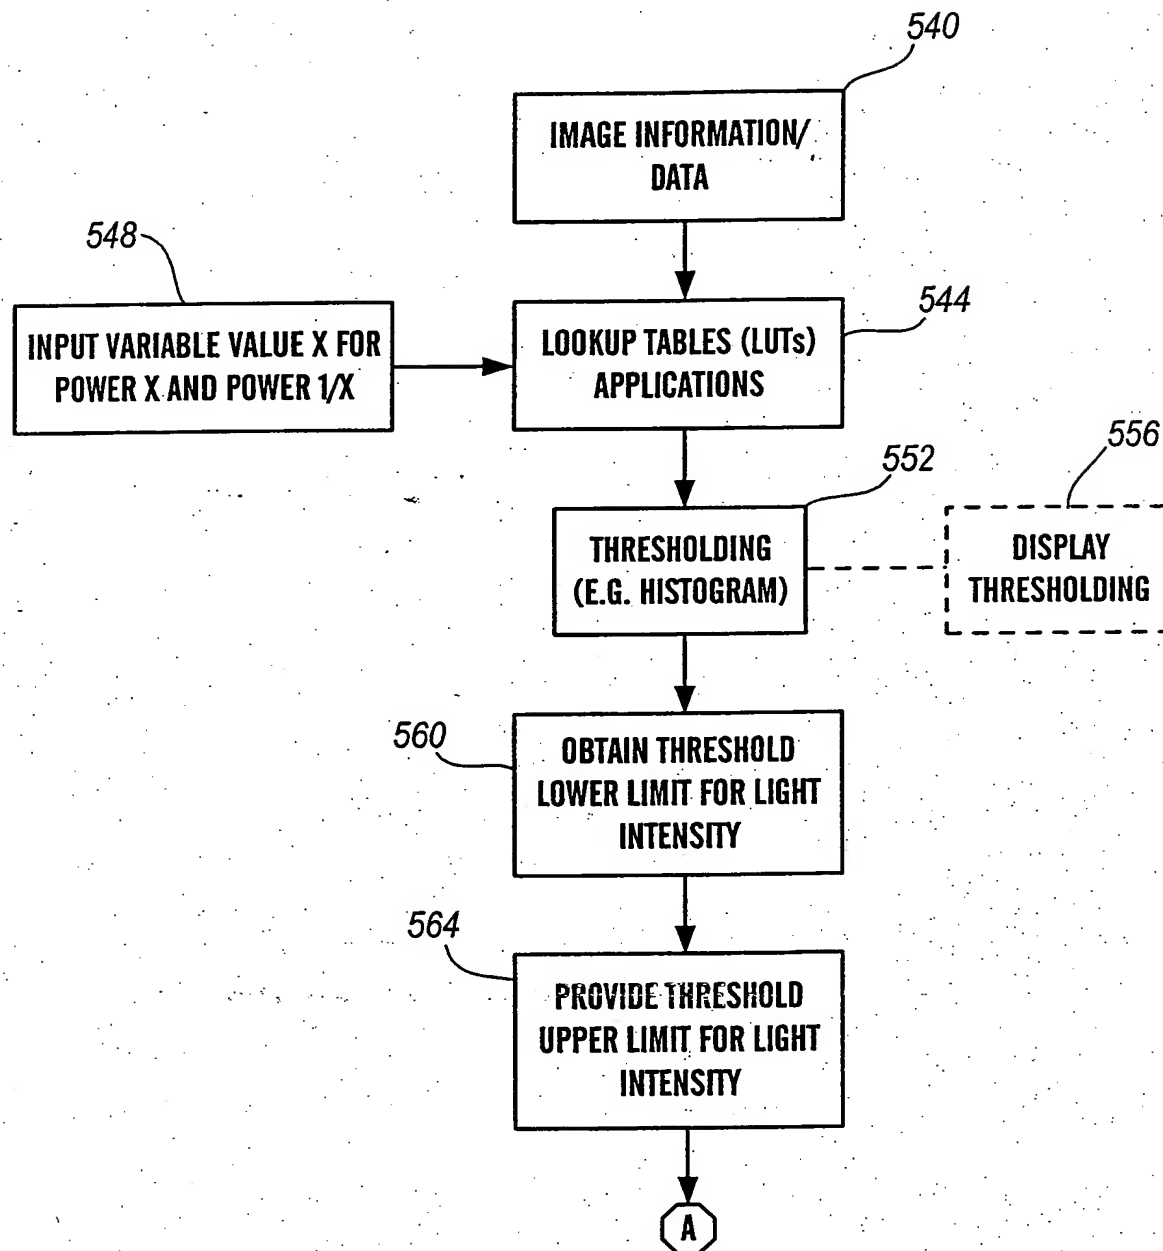 540
IMAGE INFORMATION/
DATA
548
INPUT VARIABLE VALUE X FOR
POWER X AND POWER 1/X
544
LOOKUP TABLES (LUTs)
APPLICATIONS
552
THRESHOLDING
(E.G. HISTOGRAM)
556
DISPLAY
THRESHOLDING
560
OBTAIN THRESHOLD
LOWER LIMIT FOR LIGHT
INTENSITY
564
PROVIDE THRESHOLD
UPPER LIMIT FOR LIGHT
INTENSITY
A